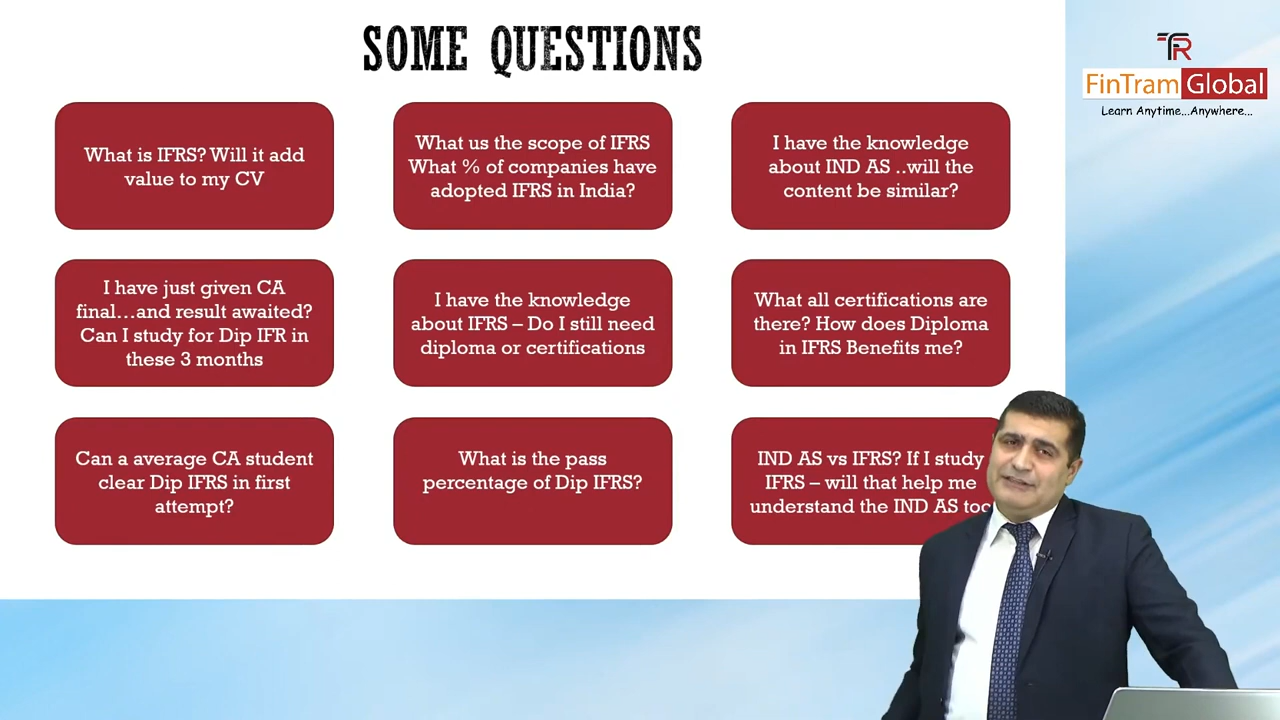 SOME QUESTIONS
FinTram Global
Learn Anytime...Anywhere...
What is IFRS? Will it add
value to my CV
What us the scope of IFRS
What % of companies have
adopted IFRS in India?
I have the knowledge
about IND AS ..will the
content be similar?
I have just given CA
final...and result awaited?
Can I study for Dip IFR in
these 3 months
I have the knowledge
about IFRS – Do I still need
diploma or certifications
What all certifications are
there? How does Diploma
in IFRS Benefits me?
Can a average CA student
clear Dip IFRS in first
attempt?
What is the pass
percentage of Dip IFRS?
IND AS vs IFRS? If I study
IFRS – will that help me
understand the IND AS too